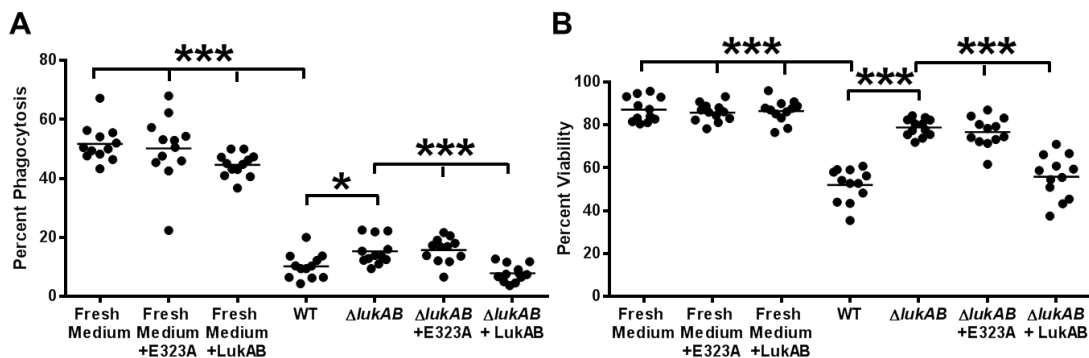 A
Percent Phagocytosis
80
60
40
20
0
***
*
***
Fresh Medium
Fresh Medium +E323A
Fresh Medium +LukAB
WT
ΔlukAB
ΔlukAB +E323A
ΔlukAB + LukAB
B
Percent Viability
100
80
60
40
20
0
***
***
***
Fresh Medium
Fresh Medium +E323A
Fresh Medium +LukAB
WT
ΔlukAB
ΔlukAB +E323A
ΔlukAB + LukAB